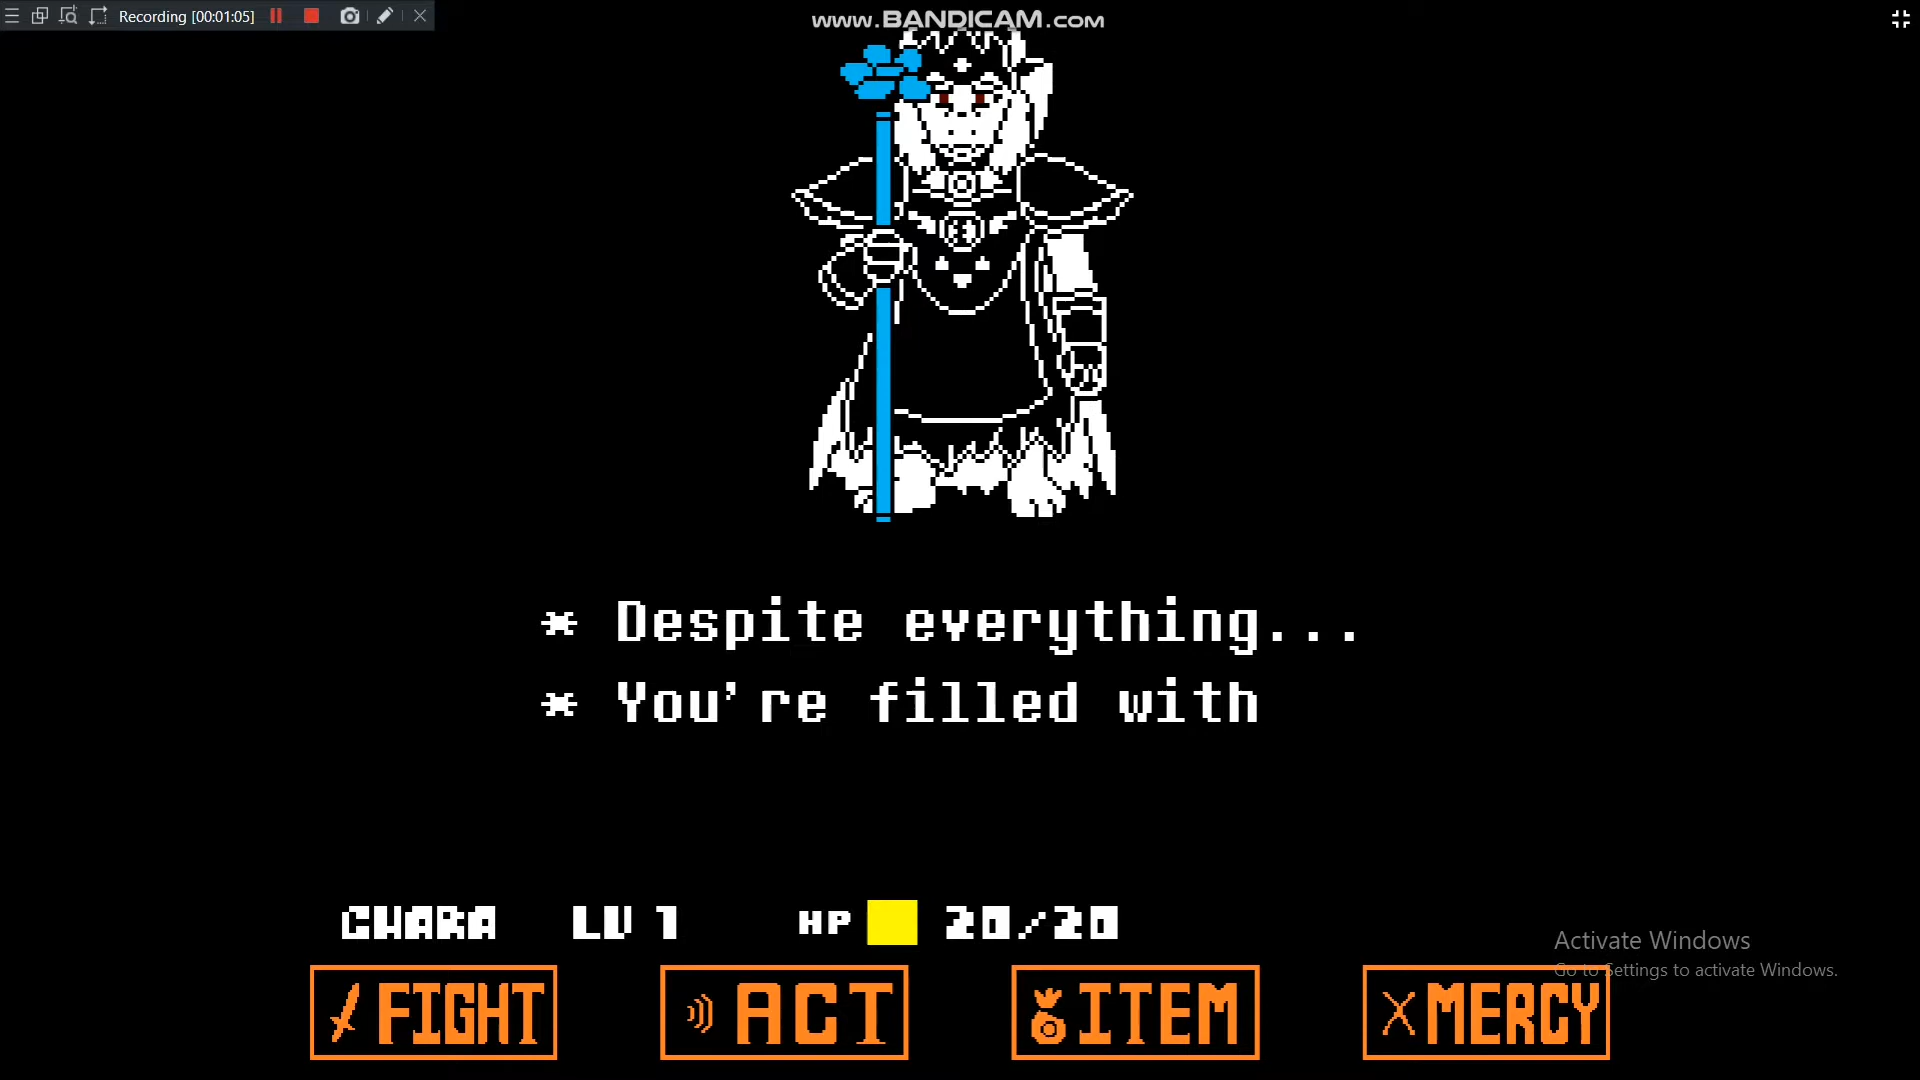 Recording [00:01:05]
www.BANDICAM.com
* Despite everything...
* You're filled with
CHARA LV 1 HP 20/20
Activate Windows
Go to Settings to activate Windows.
FIGHT ACT ITEM MERCY